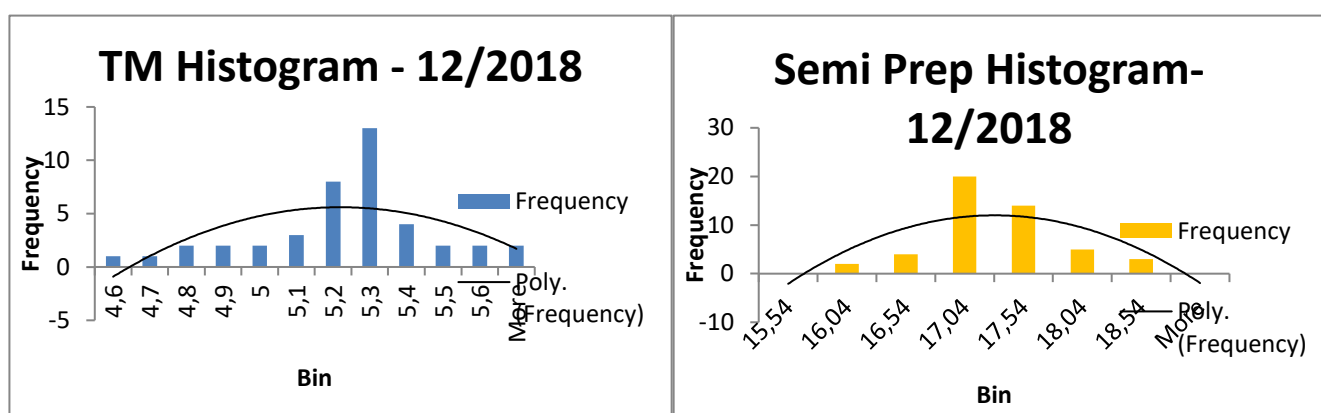 TM Histogram - 12/2018
15
10
5
0
-5
Frequency
4,6
4,7
4,8
4,9
5
5,1
5,2
5,3
5,4
5,5
5,6
More
Bin
Frequency
Poly.
(Frequency)
Semi Prep Histogram-
12/2018
30
20
10
0
-10
Frequency
15,54
16,04
16,54
17,04
17,54
18,04
18,54
More
Bin
Frequency
Poly.
(Frequency)